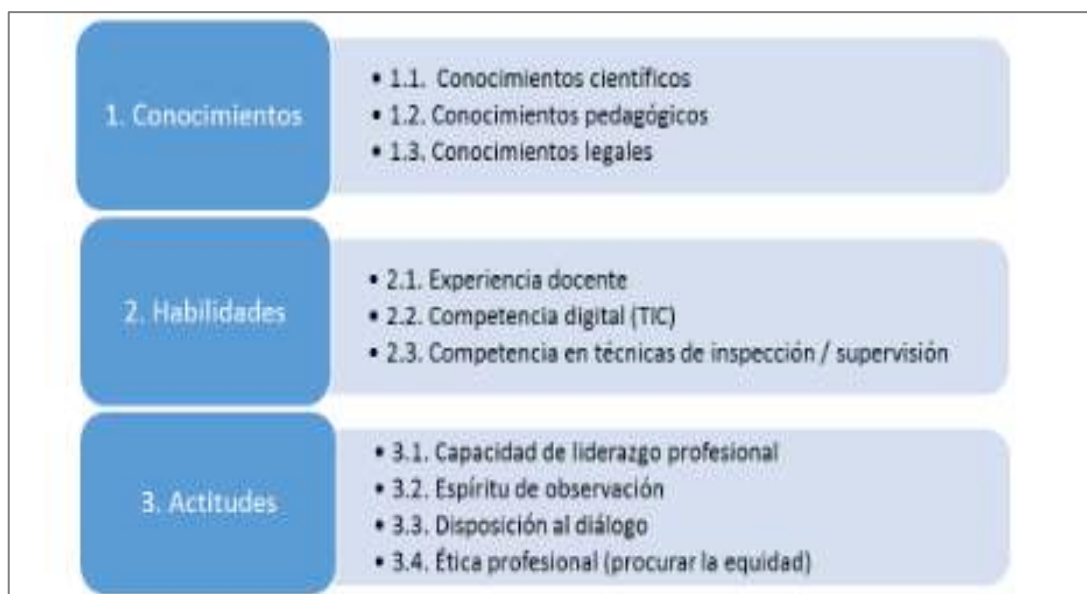 1. Conocimientos
• 1.1. Conocimientos científicos
• 1.2. Conocimientos pedagógicos
• 1.3. Conocimientos legales
2. Habilidades
• 2.1. Experiencia docente
• 2.2. Competencia digital (TIC)
• 2.3. Competencia en técnicas de inspección / supervisión
3. Actitudes
• 3.1. Capacidad de liderazgo profesional
• 3.2. Espíritu de observación
• 3.3. Disposición al diálogo
• 3.4. Ética profesional (procurar la equidad)